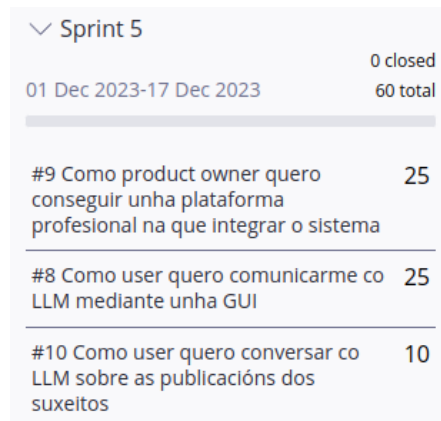 Sprint 5
0 closed
01 Dec 2023-17 Dec 2023 60 total
#9 Como product owner quero 25
conseguir unha plataforma
profesional na que integrar o sistema
#8 Como user quero comunicarme co 25
LLM mediante unha GUI
#10 Como user quero conversar co 10
LLM sobre as publicacións dos
suxeitos